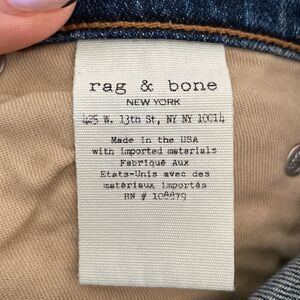 rag & bone
NEW YORK
425 W. 13th St, NY NY 10014
Made in the USA
with imported materials
Fabriqué Aux
Etats-Unis avec des
matériaux importés
RN # 108879